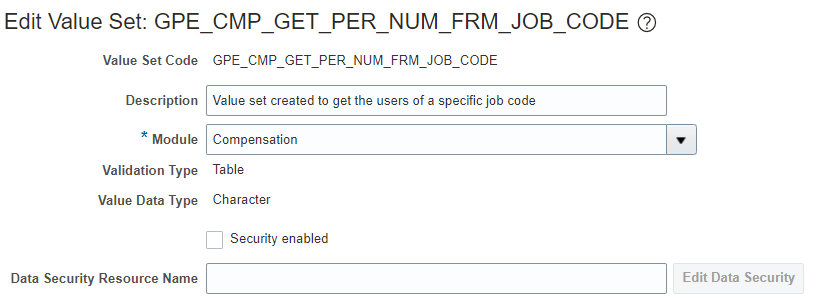 Edit Value Set: GPE_CMP_GET_PER_NUM_FRM_JOB_CODE ?
Value Set Code GPE_CMP_GET_PER_NUM_FRM_JOB_CODE
Description Value set created to get the users of a specific job code
* Module Compensation
Validation Type Table
Value Data Type Character
Security enabled
Data Security Resource Name Edit Data Security